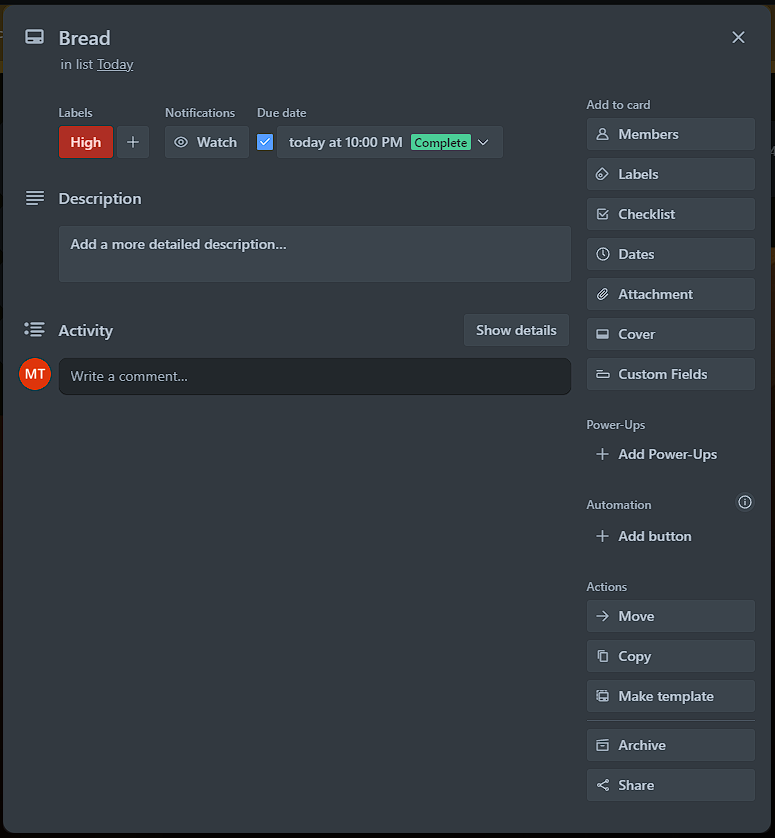 Bread
in list Today
Labels
High
Notifications
Watch
Due date
today at 10:00 PM Complete
Description
Add a more detailed description...
Activity
Show details
MT
Write a comment...
Add to card
Members
Labels
Checklist
Dates
Attachment
Cover
Custom Fields
Power-Ups
Add Power-Ups
Automation
Add button
Actions
Move
Copy
Make template
Archive
Share